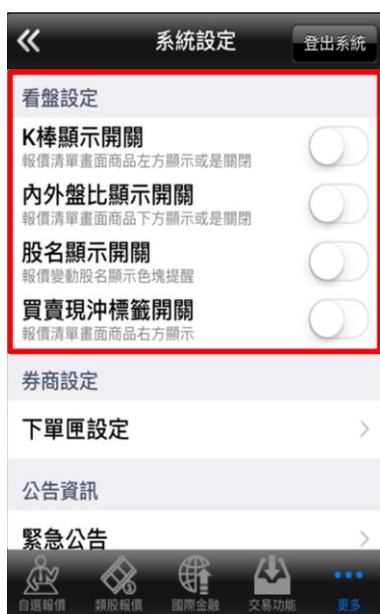 系統設定
登出系統
看盤設定
K棒顯示開關
報價清單畫面商品左方顯示或是關閉
內外盤比顯示開關
報價清單畫面商品下方顯示或是關閉
股名顯示開關
報價變動股名顯示色塊提醒
買賣現沖標籤開關
報價清單畫面商品右方顯示
券商設定
下單匣設定
公告資訊
緊急公告
自選報價
類股報價
國際金融
交易功能
更多